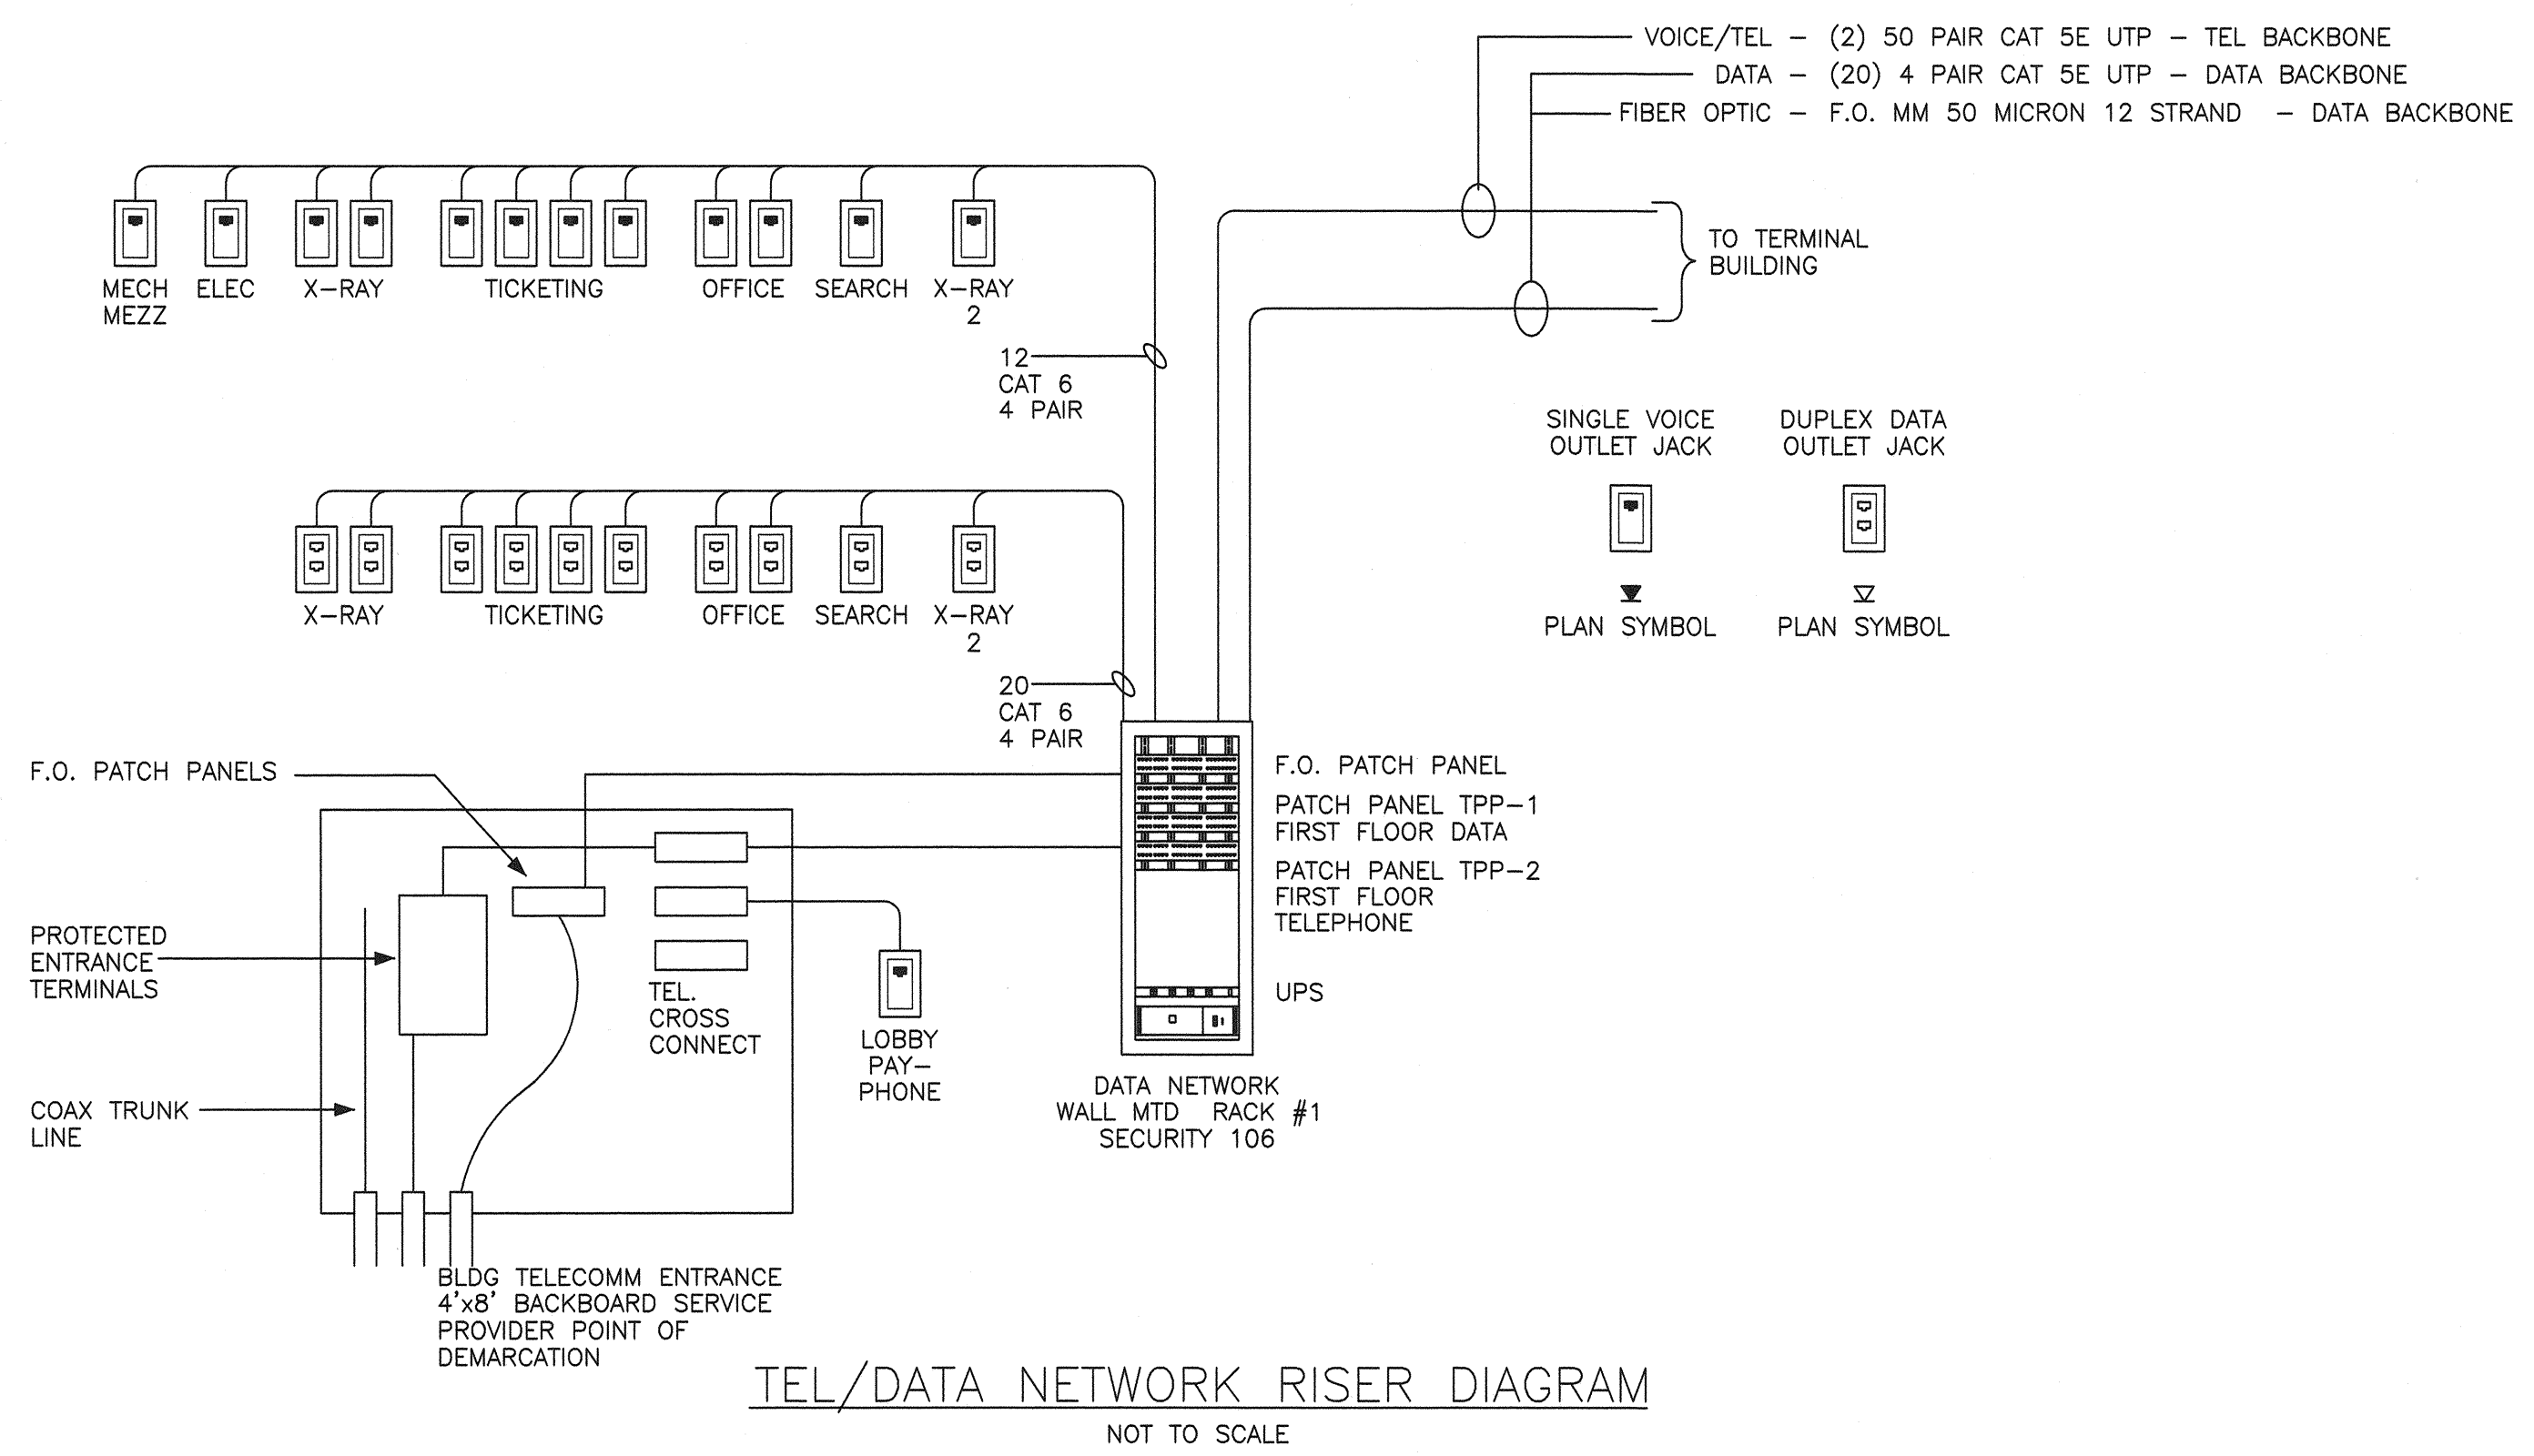 VOICE/TEL – (2) 50 PAIR CAT 5E UTP – TEL BACKBONE
DATA – (20) 4 PAIR CAT 5E UTP – DATA BACKBONE
FIBER OPTIC – F.O. MM 50 MICRON 12 STRAND – DATA BACKBONE
TO TERMINAL
BUILDING
MECH
MEZZ
ELEC
X–RAY
TICKETING
OFFICE
SEARCH
X–RAY
2
12
CAT 6
4 PAIR
SINGLE VOICE
OUTLET JACK
DUPLEX DATA
OUTLET JACK
PLAN SYMBOL
PLAN SYMBOL
X–RAY
TICKETING
OFFICE
SEARCH
X–RAY
2
20
CAT 6
4 PAIR
F.O. PATCH PANELS
PROTECTED
ENTRANCE
TERMINALS
COAX TRUNK
LINE
TEL.
CROSS
CONNECT
LOBBY
PAY–
PHONE
F.O. PATCH PANEL
PATCH PANEL TPP–1
FIRST FLOOR DATA
PATCH PANEL TPP–2
FIRST FLOOR
TELEPHONE
UPS
DATA NETWORK
WALL MTD RACK #1
SECURITY 106
BLDG TELECOMM ENTRANCE
4'x8' BACKBOARD SERVICE
PROVIDER POINT OF
DEMARCATION
TEL/DATA NETWORK RISER DIAGRAM
NOT TO SCALE